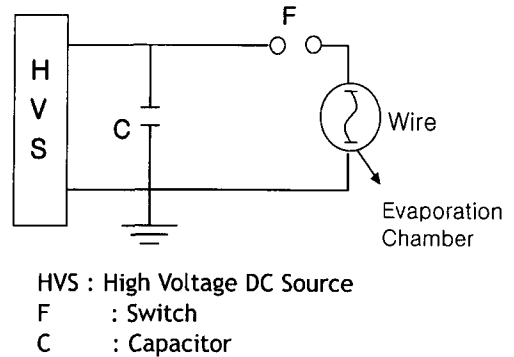 F
H
V
S
C
Wire
Evaporation
Chamber
HVS : High Voltage DC Source
F : Switch
C : Capacitor